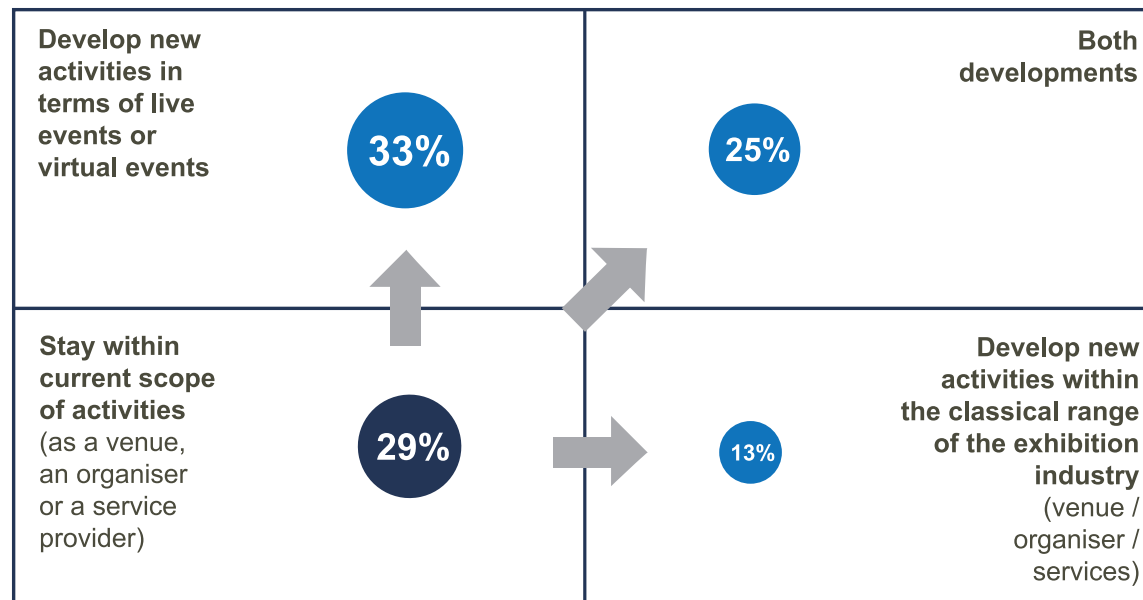 Develop new
activities in
terms of live
events or
virtual events
33%
Both
developments
25%
Stay within
current scope
of activities
(as a venue,
an organiser
or a service
provider)
29%
Develop new
activities within
the classical range
of the exhibition
industry
(venue /
organiser /
services)
13%